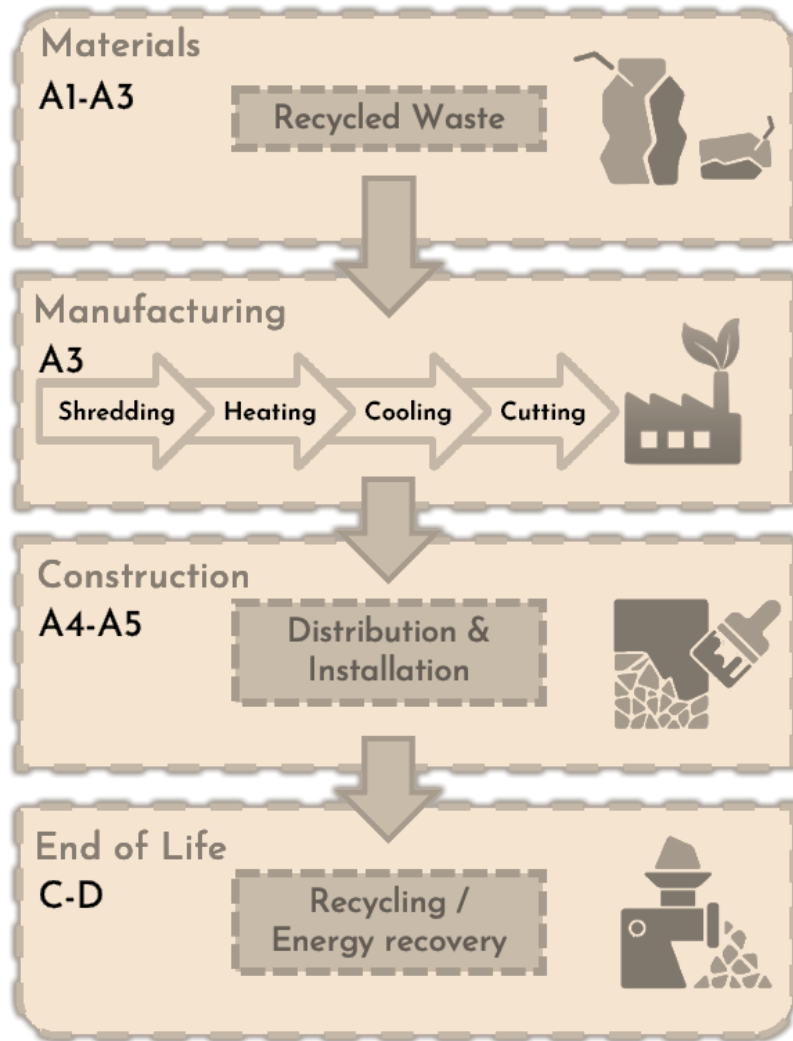 Materials
A1-A3
Recycled Waste
Manufacturing
A3
Shredding
Heating
Cooling
Cutting
Construction
A4-A5
Distribution &
Installation
End of Life
C-D
Recycling /
Energy recovery